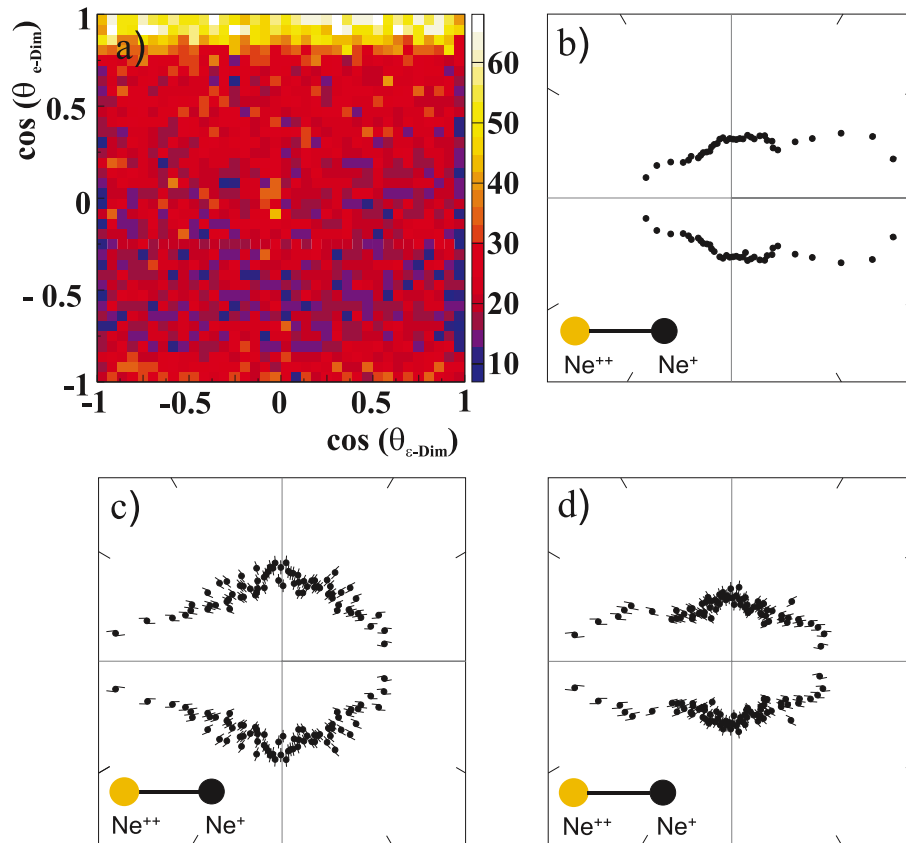 a)
cos (θ e-Dim)
1
0.5
0
- 0.5
-1
-1
-0.5
0
0.5
1
cos (θε-Dim)
60
50
40
30
20
10
b)
Ne++
Ne+
c)
Ne++
Ne+
d)
Ne++
Ne+